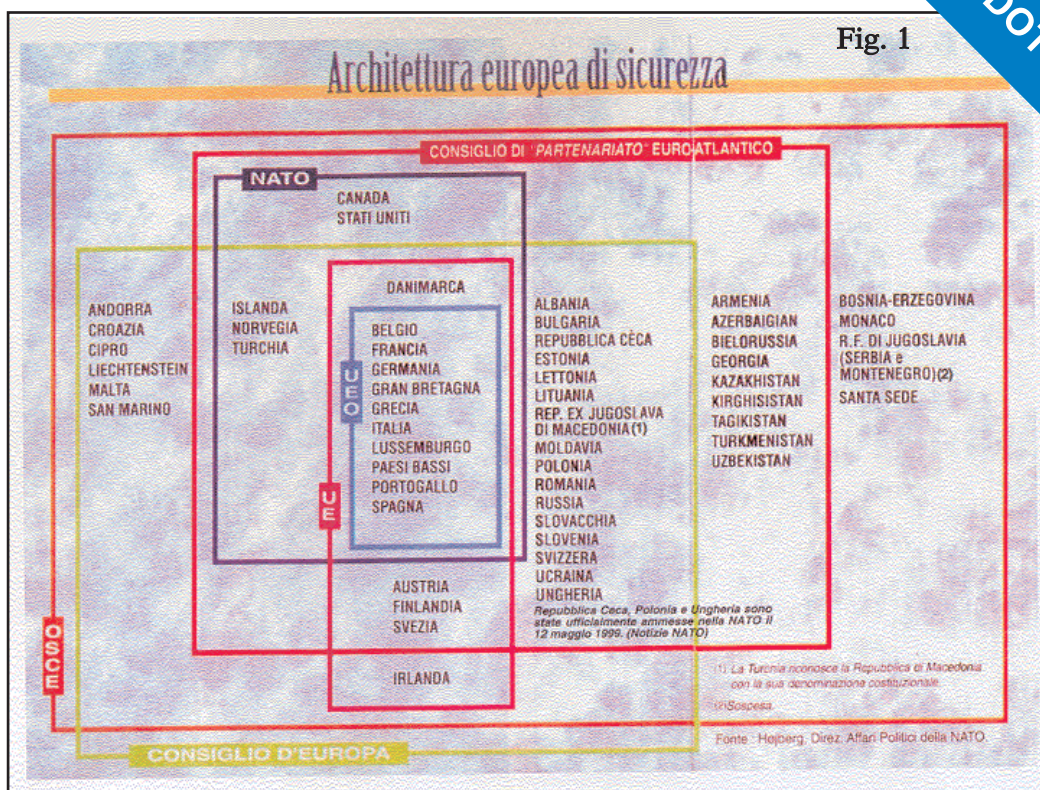 DOT
Fig. 1
Architettura europea di sicurezza
CONSIGLIO DI "PARTENARIATO" EURO-ATLANTICO
NATO
CANADA
STATI UNITI
DANIMARCA
ANDORRA
CROAZIA
CIPRO
LIECHTENSTEIN
MALTA
SAN MARINO
ISLANDA
NORVEGIA
TURCHIA
UEO
BELGIO
FRANCIA
GERMANIA
GRAN BRETAGNA
GRECIA
ITALIA
LUSSEMBURGO
PAESI BASSI
PORTOGALLO
SPAGNA
UE
ALBANIA
BULGARIA
REPUBBLICA CÈCA
ESTONIA
LETTONIA
LITUANIA
REP. EX JUGOSLAVA
DI MACEDONIA(1)
MOLDAVIA
POLONIA
ROMANIA
RUSSIA
SLOVACCHIA
SLOVENIA
SVIZZERA
UCRAINA
UNGHERIA
Repubblica Ceca, Polonia e Ungheria sono
state ufficialmente ammesse nella NATO il
12 maggio 1999. (Notizie NATO)
ARMENIA
AZERBAIGIAN
BIELORUSSIA
GEORGIA
KAZAKHISTAN
KIRGHISISTAN
TAGIKISTAN
TURKMENISTAN
UZBEKISTAN
BOSNIA-ERZEGOVINA
MONACO
R.F. DI JUGOSLAVIA
(SERBIA e
MONTENEGRO)(2)
SANTA SEDE
AUSTRIA
FINLANDIA
SVEZIA
IRLANDA
OSCE
CONSIGLIO D'EUROPA
(1) La Turchia riconosce la Repubblica di Macedonia
con la sua denominazione costituzionale.
(2)Sospesa.
Fonte : Højberg, Direz. Affari Politici della NATO.